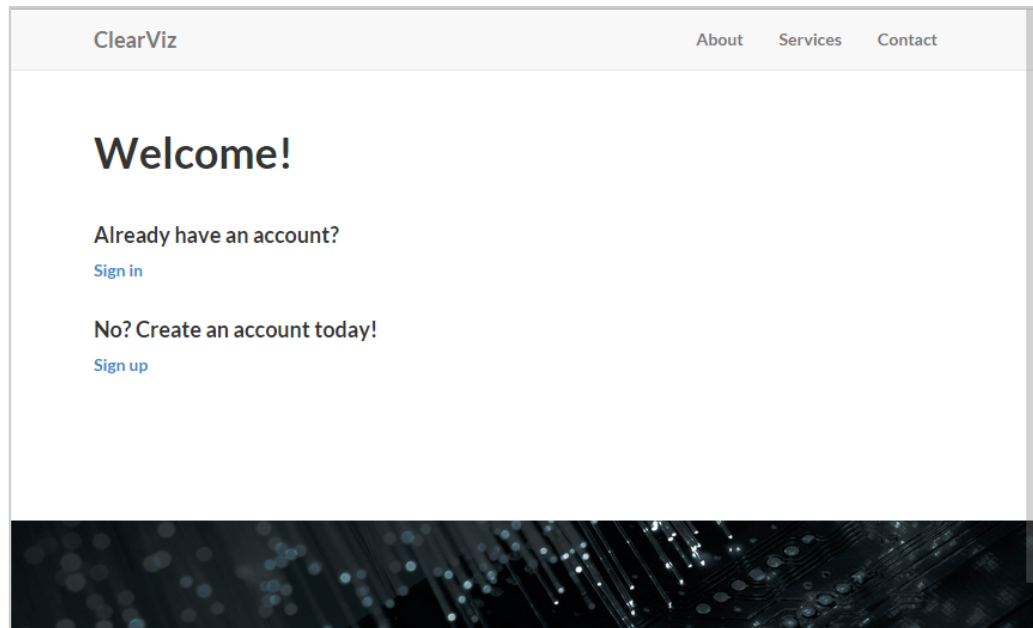 ClearViz About Services Contact
Welcome!
Already have an account?
Sign in
No? Create an account today!
Sign up